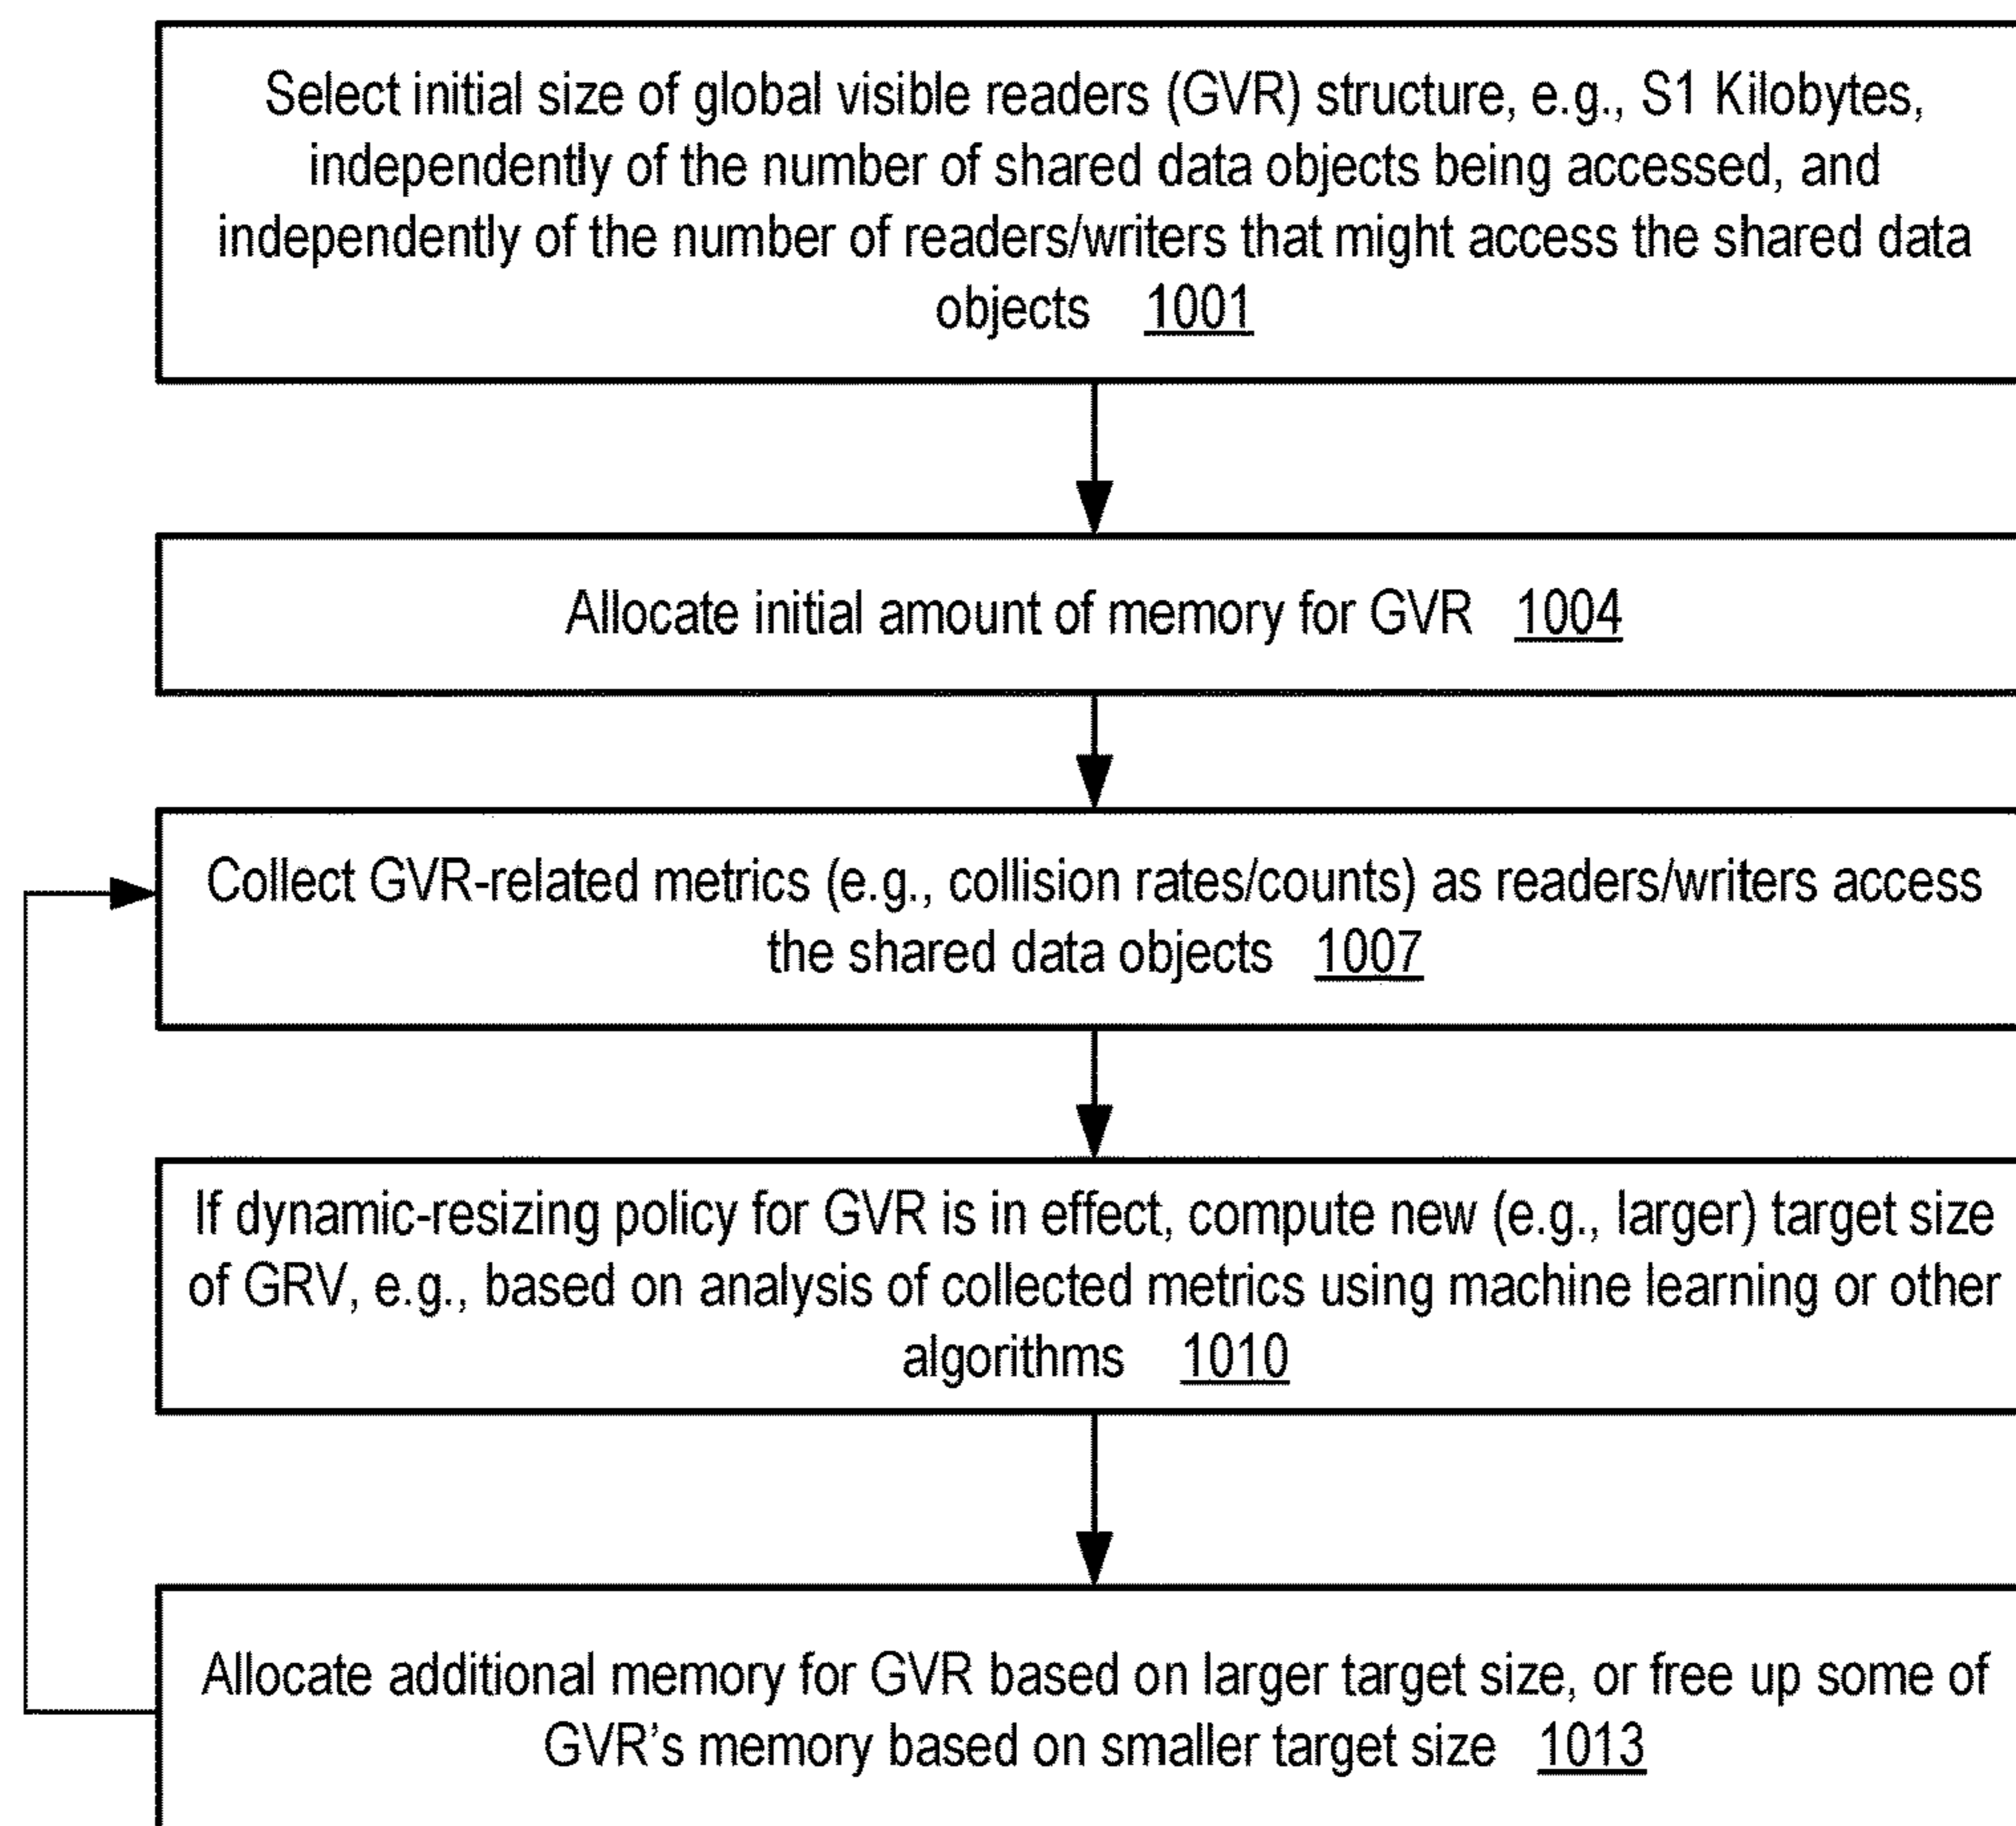 Select initial size of global visible readers (GVR) structure, e.g., S1 Kilobytes,
independently of the number of shared data objects being accessed, and
independently of the number of readers/writers that might access the shared data
objects 1001
Allocate initial amount of memory for GVR 1004
Collect GVR-related metrics (e.g., collision rates/counts) as readers/writers access
the shared data objects 1007
If dynamic-resizing policy for GVR is in effect, compute new (e.g., larger) target size
of GRV, e.g., based on analysis of collected metrics using machine learning or other
algorithms 1010
Allocate additional memory for GVR based on larger target size, or free up some of
GVR’s memory based on smaller target size 1013